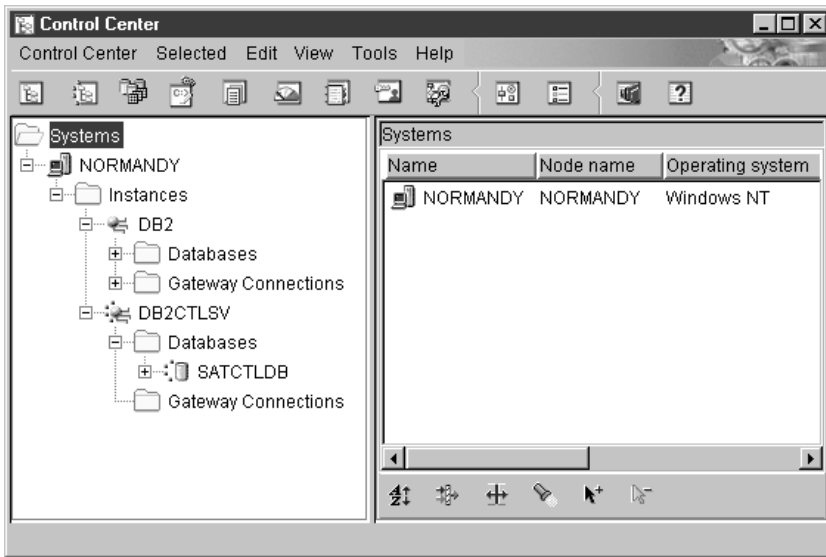 Control Center
Control Center Selected Edit View Tools Help
Systems
NORMANDY
Instances
DB2
Databases
Gateway Connections
DB2CTLSV
Databases
SATCTLDB
Gateway Connections
Systems
Name Node name Operating system
NORMANDY NORMANDY Windows NT